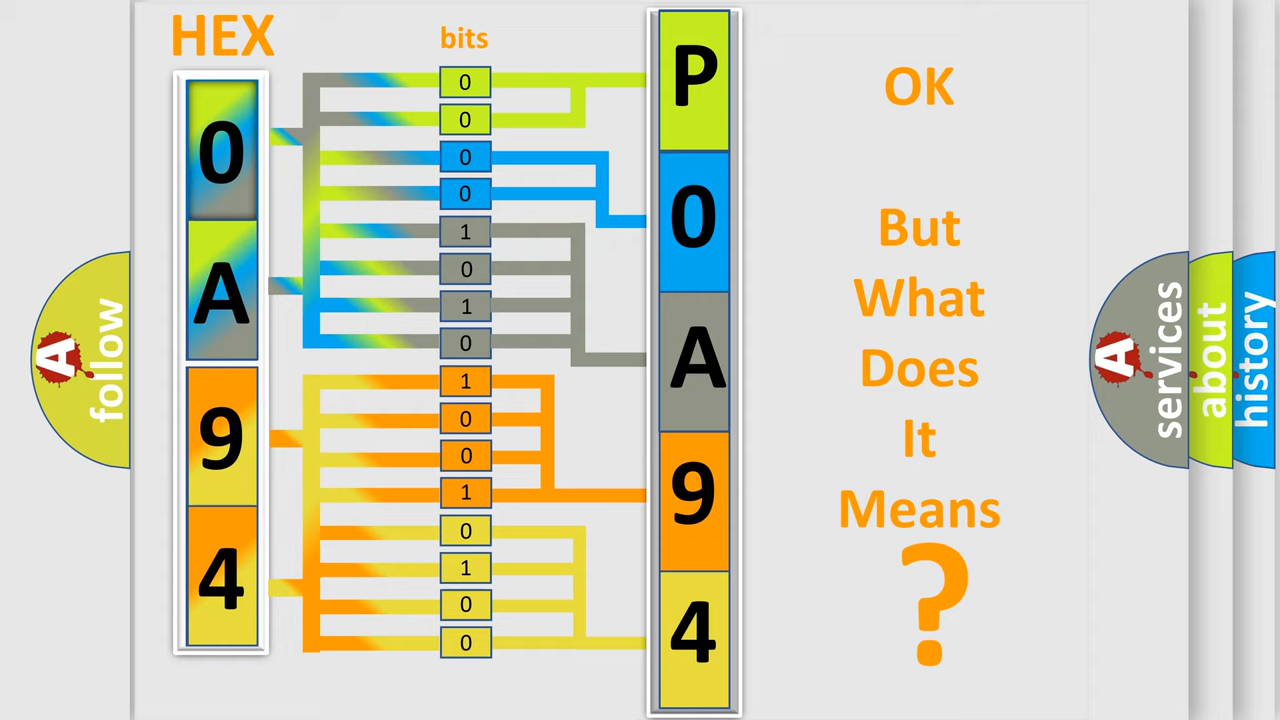 HEX
bits
0
A
9
4
0
0
0
0
1
0
1
0
1
0
0
1
0
1
0
0
P
0
A
9
4
OK
But
What
Does
It
Means
?
A
follow
A
services
about
history